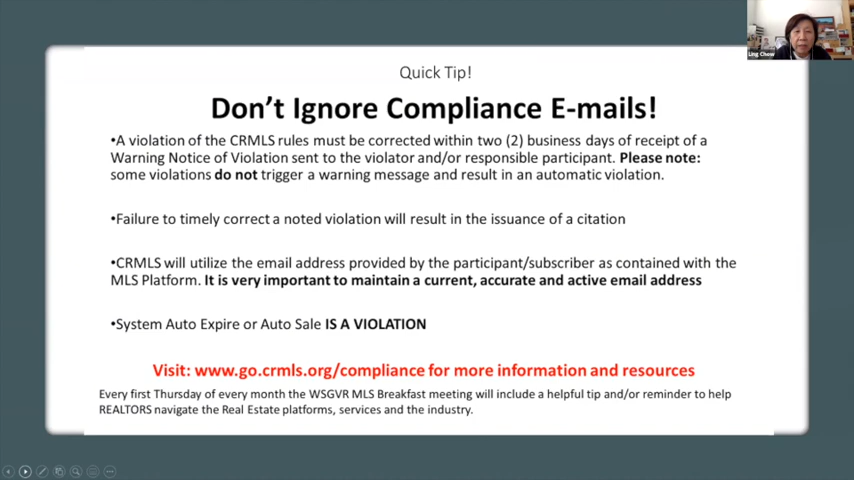 Quick Tip!
Don't Ignore Compliance E-mails!
•A violation of the CRMLS rules must be corrected within two (2) business days of receipt of a
Warning Notice of Violation sent to the violator and/or responsible participant. Please note:
some violations do not trigger a warning message and result in an automatic violation.
•Failure to timely correct a noted violation will result in the issuance of a citation
•CRMLS will utilize the email address provided by the participant/subscriber as contained with the
MLS Platform. It is very important to maintain a current, accurate and active email address
•System Auto Expire or Auto Sale IS A VIOLATION
Visit: www.go.crmls.org/compliance for more information and resources
Every first Thursday of every month the WSGVR MLS Breakfast meeting will include a helpful tip and/or reminder to help
REALTORS navigate the Real Estate platforms, services and the industry.
Ling Chow